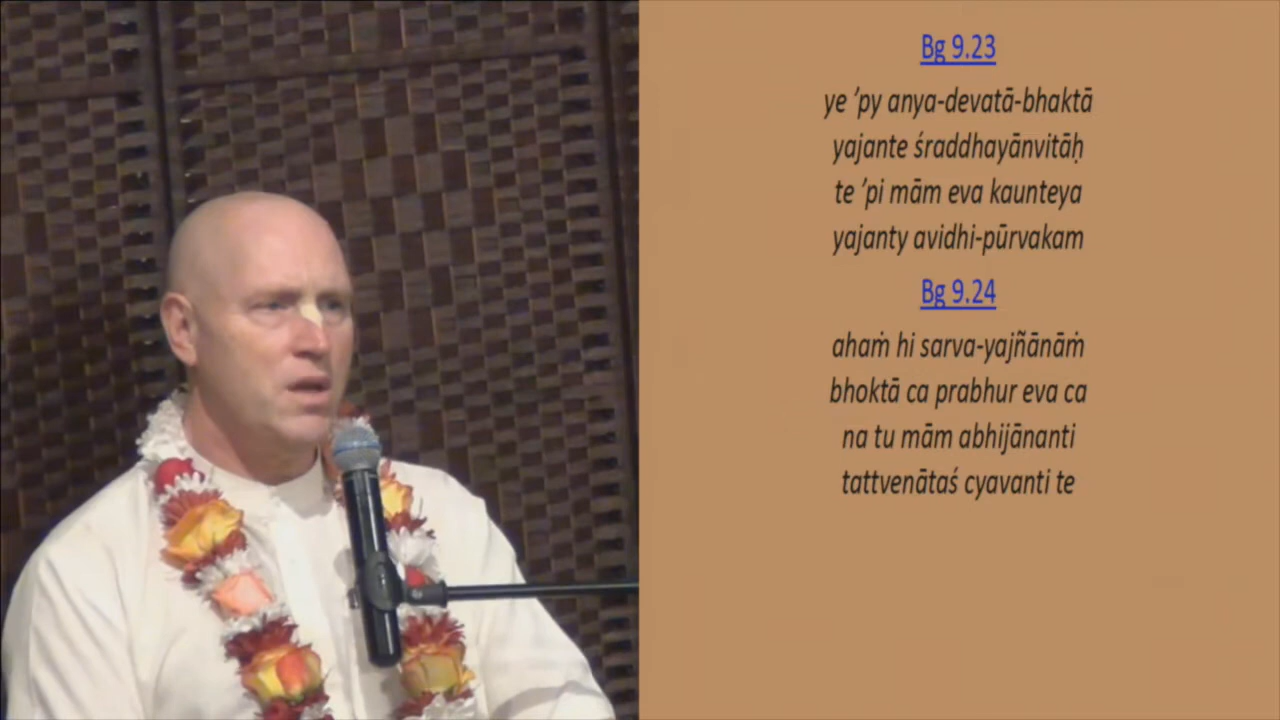 Bg 9.23
ye ’py anya-devatā-bhaktā
yajante śraddhayānvitāḥ
te ’pi mām eva kaunteya
yajanty avidhi-pūrvakam
Bg 9.24
ahaṁ hi sarva-yajñānāṁ
bhoktā ca prabhur eva ca
na tu mām abhijānanti
tattvenātaś cyavanti te